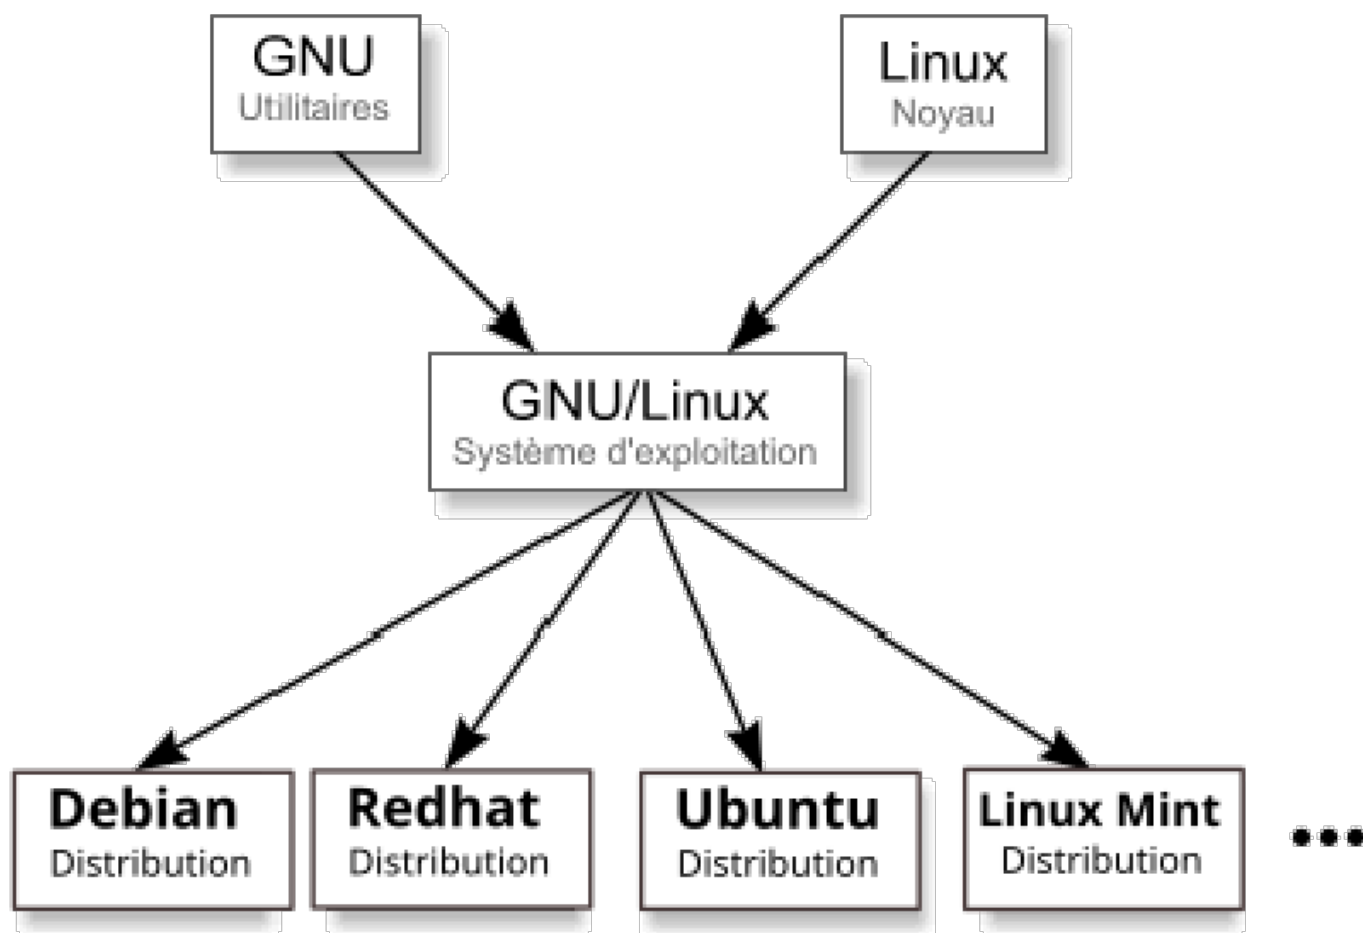 GNU
Utilitaires
Linux
Noyau
GNU/Linux
Système d'exploitation
Debian
Distribution
Redhat
Distribution
Ubuntu
Distribution
Linux Mint
Distribution
...